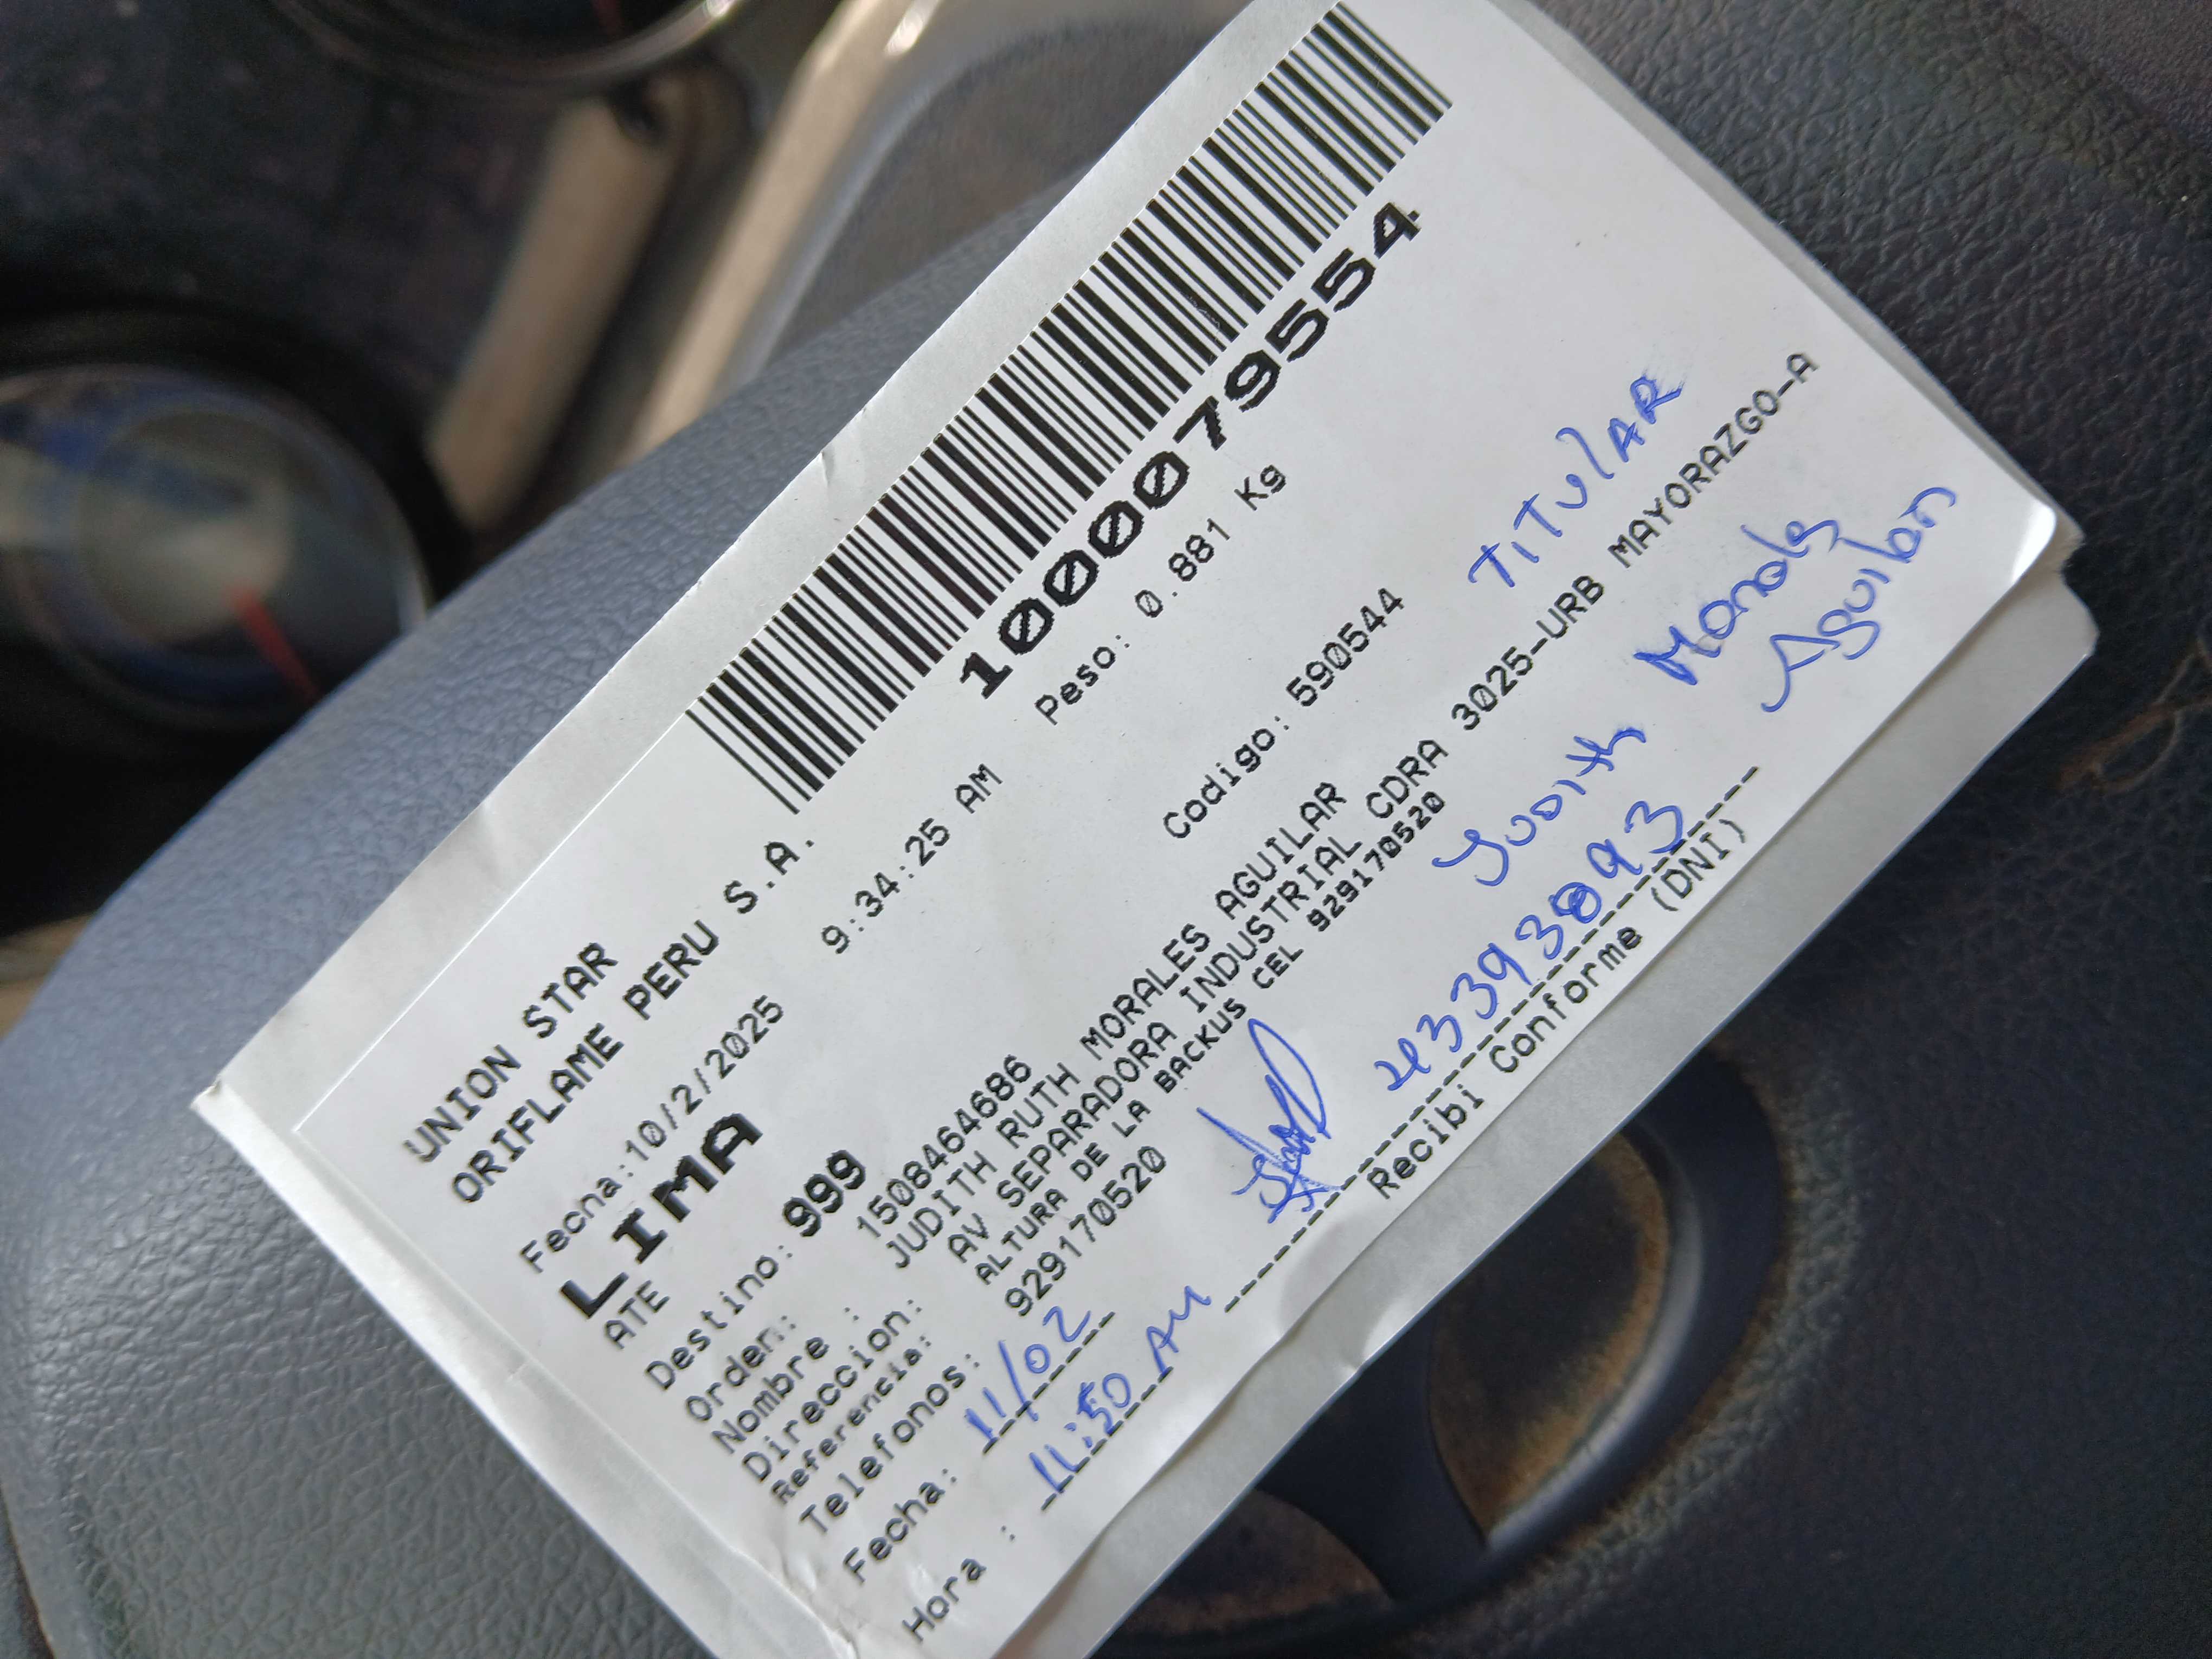 UNION STAR
ORIFLAME PERU S.A.
1000079554
Fecha:10/2/2025 9:34:25 AM Peso: 0.881 Kg
LIMA
ATE
Destino: 999 Codigo: 590544
Orden: 1508464686
Nombre : JUDITH RUTH MORALES AGUILAR TITULAR
Direccion: AV SEPARADORA INDUSTRIAL CDRA 3025-URB MAYORAZGO-A
Referencia: ALTURA DE LA BACKUS CEL 929170520
Telefonos: 929170520
Judith Morales
Aguilar
Fecha: 11/02
43393893
Hora : 11:50 AM
Recibi Conforme (DNI)